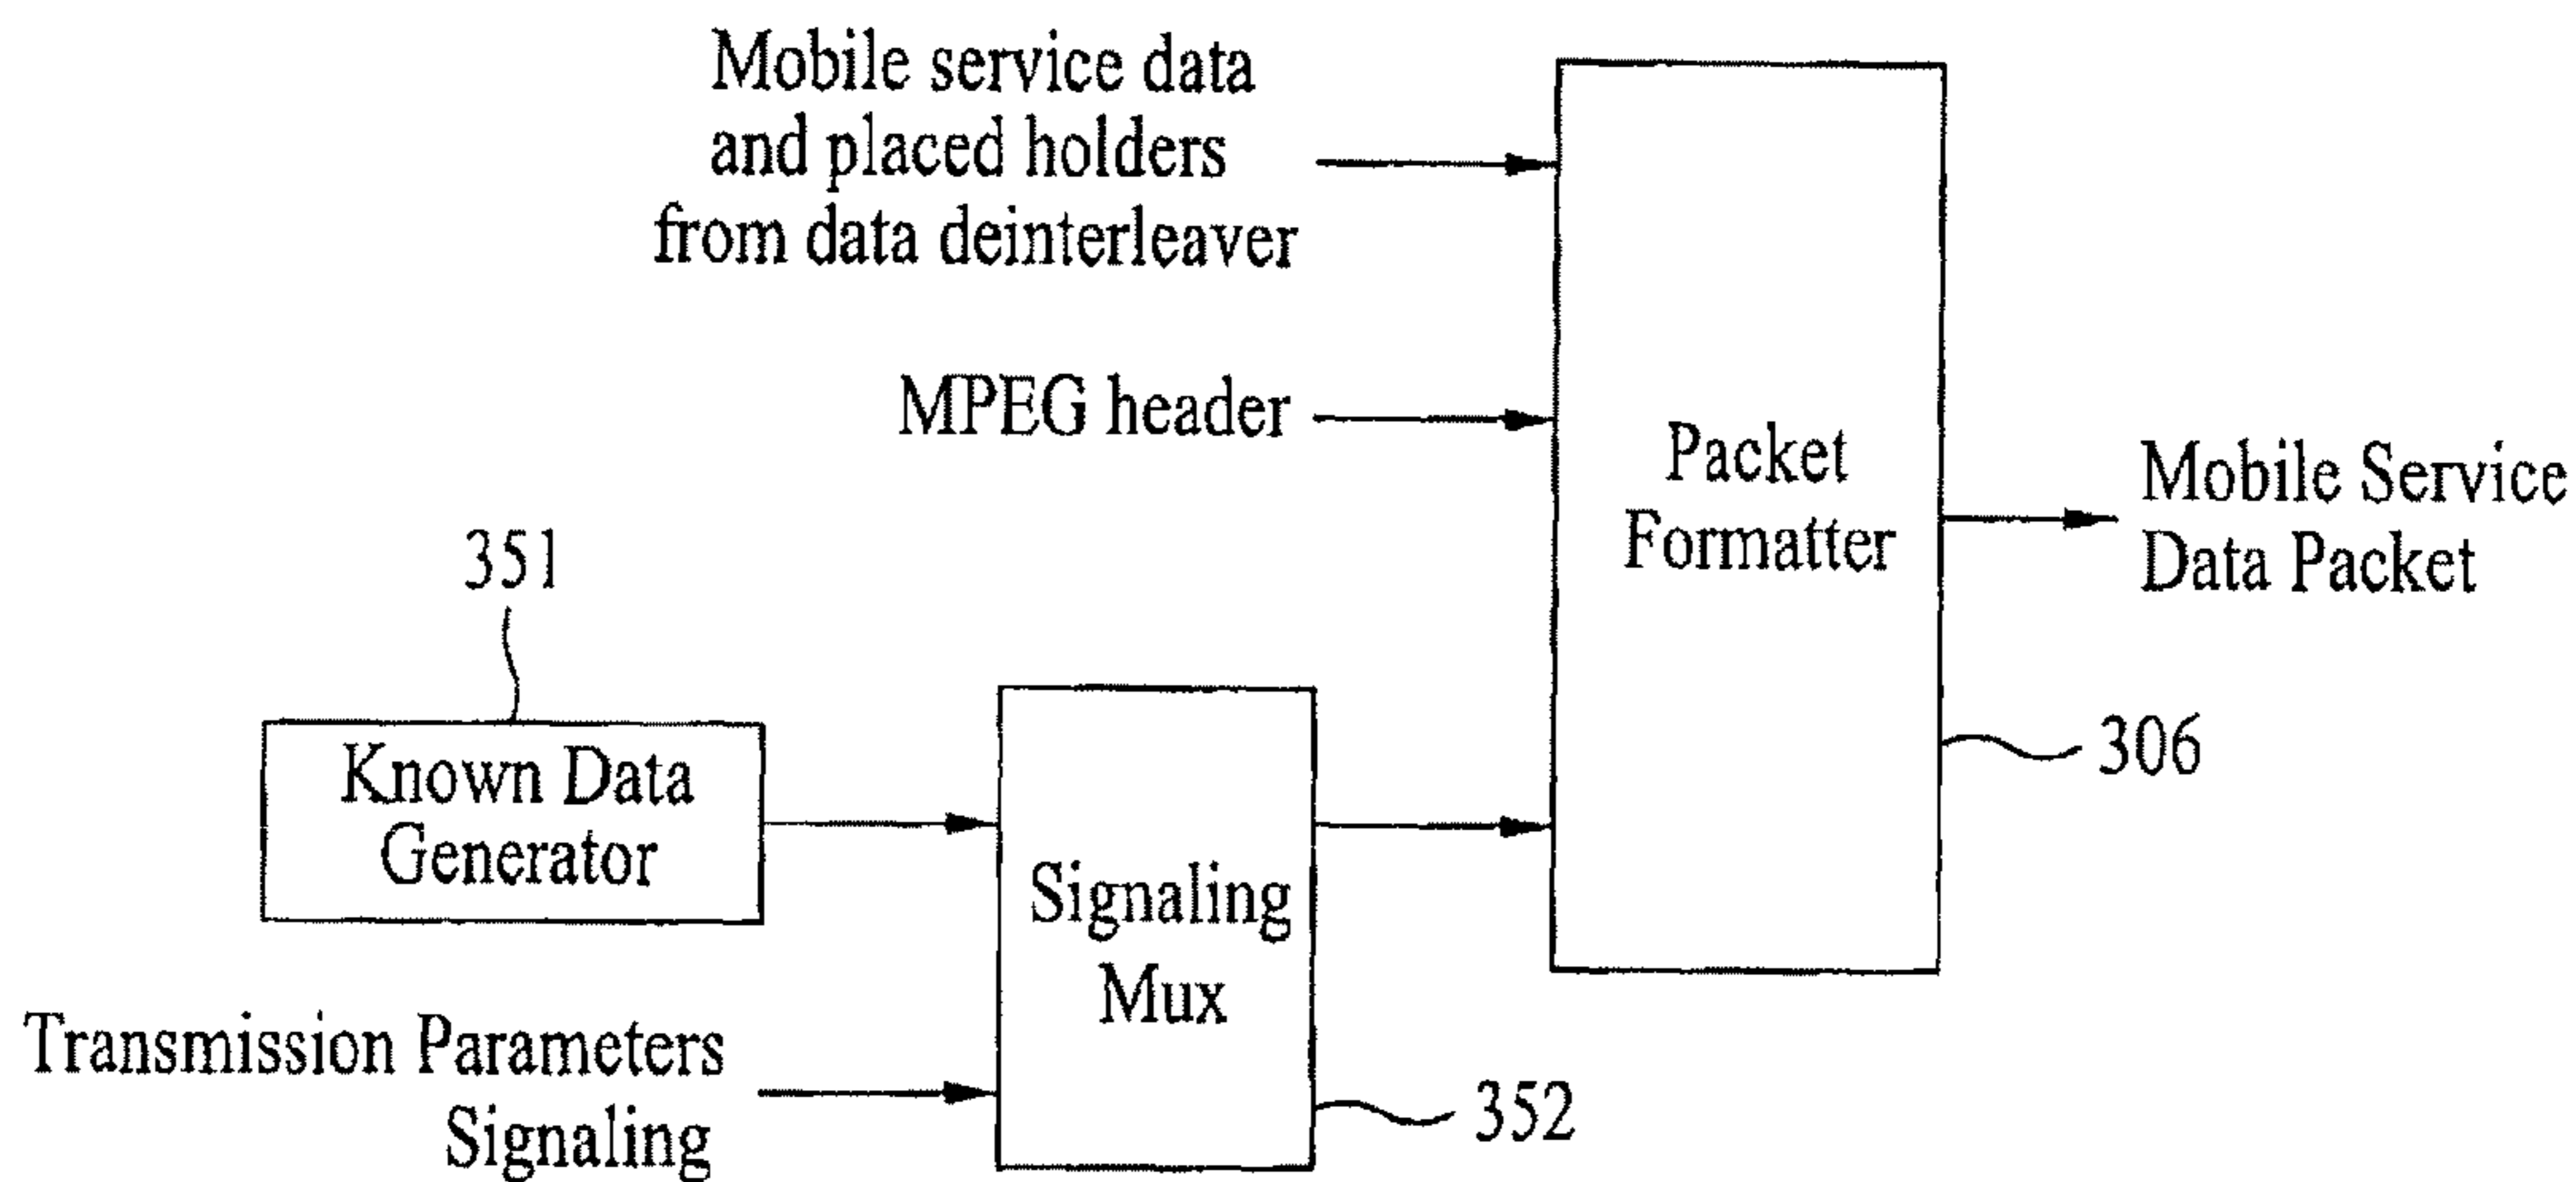 Mobile service data
and placed holders
from data deinterleaver
MPEG header
Packet
Formatter
Mobile Service
Data Packet
351
Known Data
Generator
306
Signaling
Mux
Transmission Parameters
Signaling
352